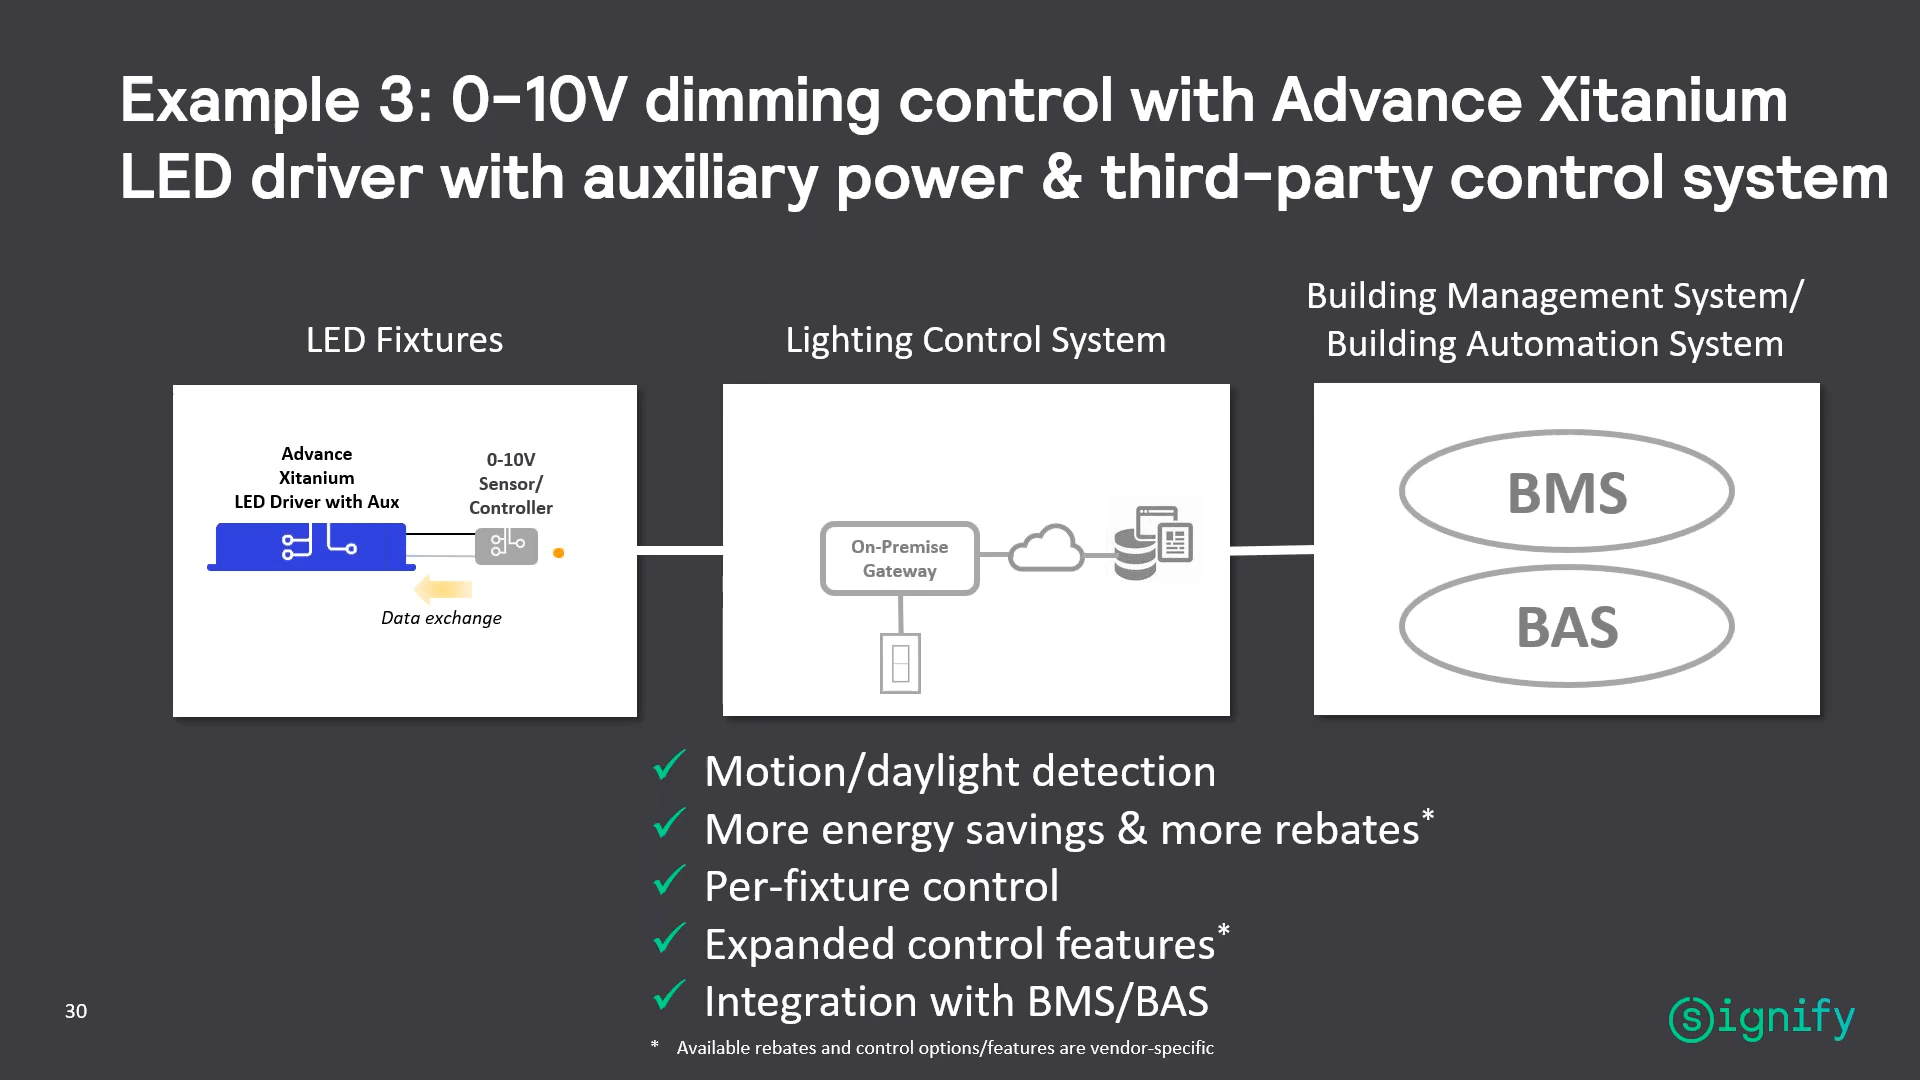 Example 3: 0-10V dimming control with Advance Xitanium
LED driver with auxiliary power & third-party control system
LED Fixtures
Lighting Control System
Building Management System/
Building Automation System
Advance
Xitanium
LED Driver with Aux
0-10V
Sensor/
Controller
Data exchange
On-Premise
Gateway
BMS
BAS
✓ Motion/daylight detection
✓ More energy savings & more rebates*
✓ Per-fixture control
✓ Expanded control features*
✓ Integration with BMS/BAS
* Available rebates and control options/features are vendor-specific
30
Signify